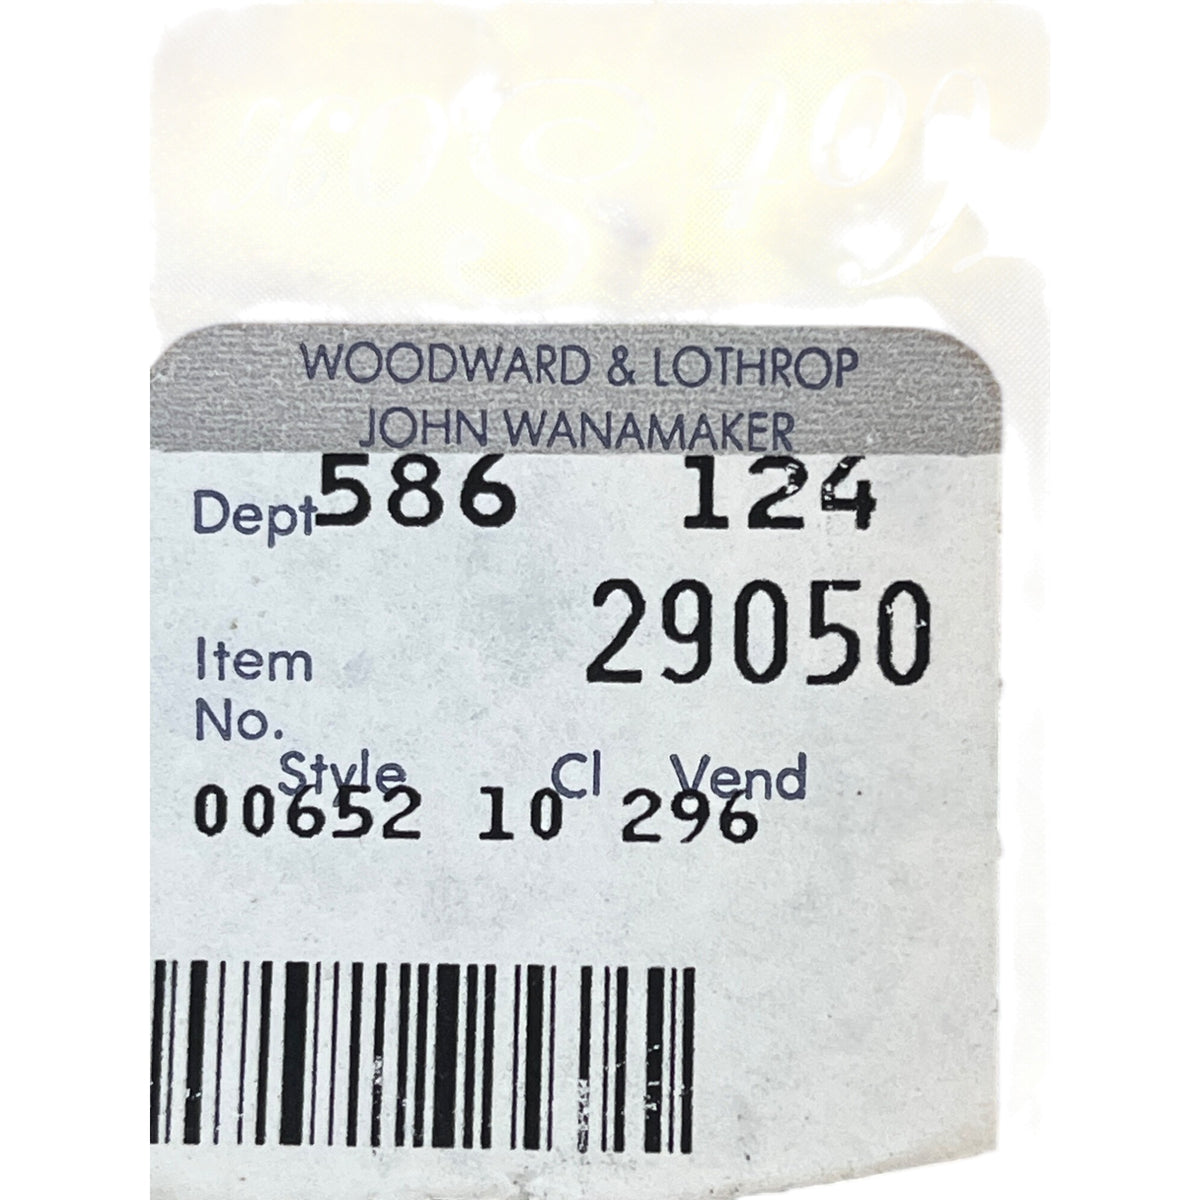 WOODWARD & LOTHROP
JOHN WANAMAKER
Dept 586 124
29050
Item
No.
Style Cl Vend
00652 10 296